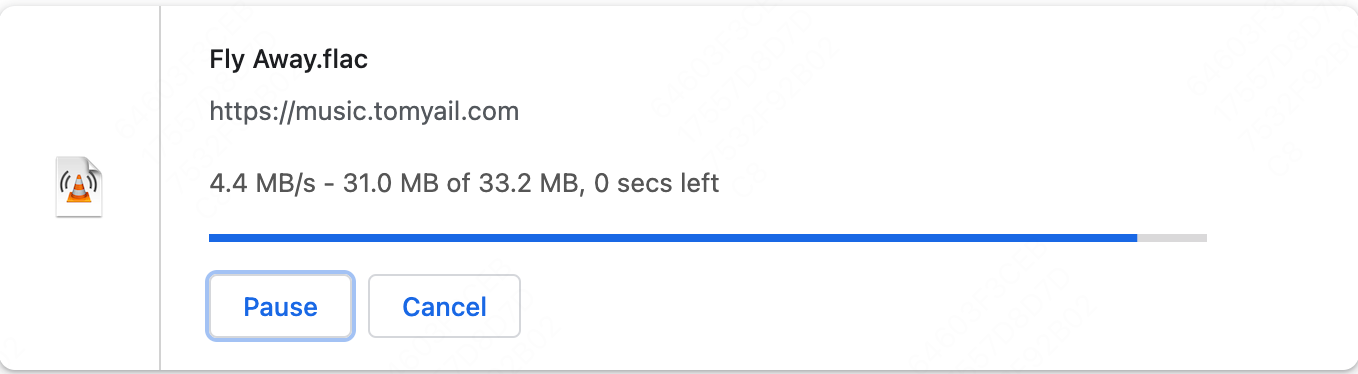 Fly Away.flac
https://music.tomyail.com
4.4 MB/s - 31.0 MB of 33.2 MB, 0 secs left
Pause
Cancel